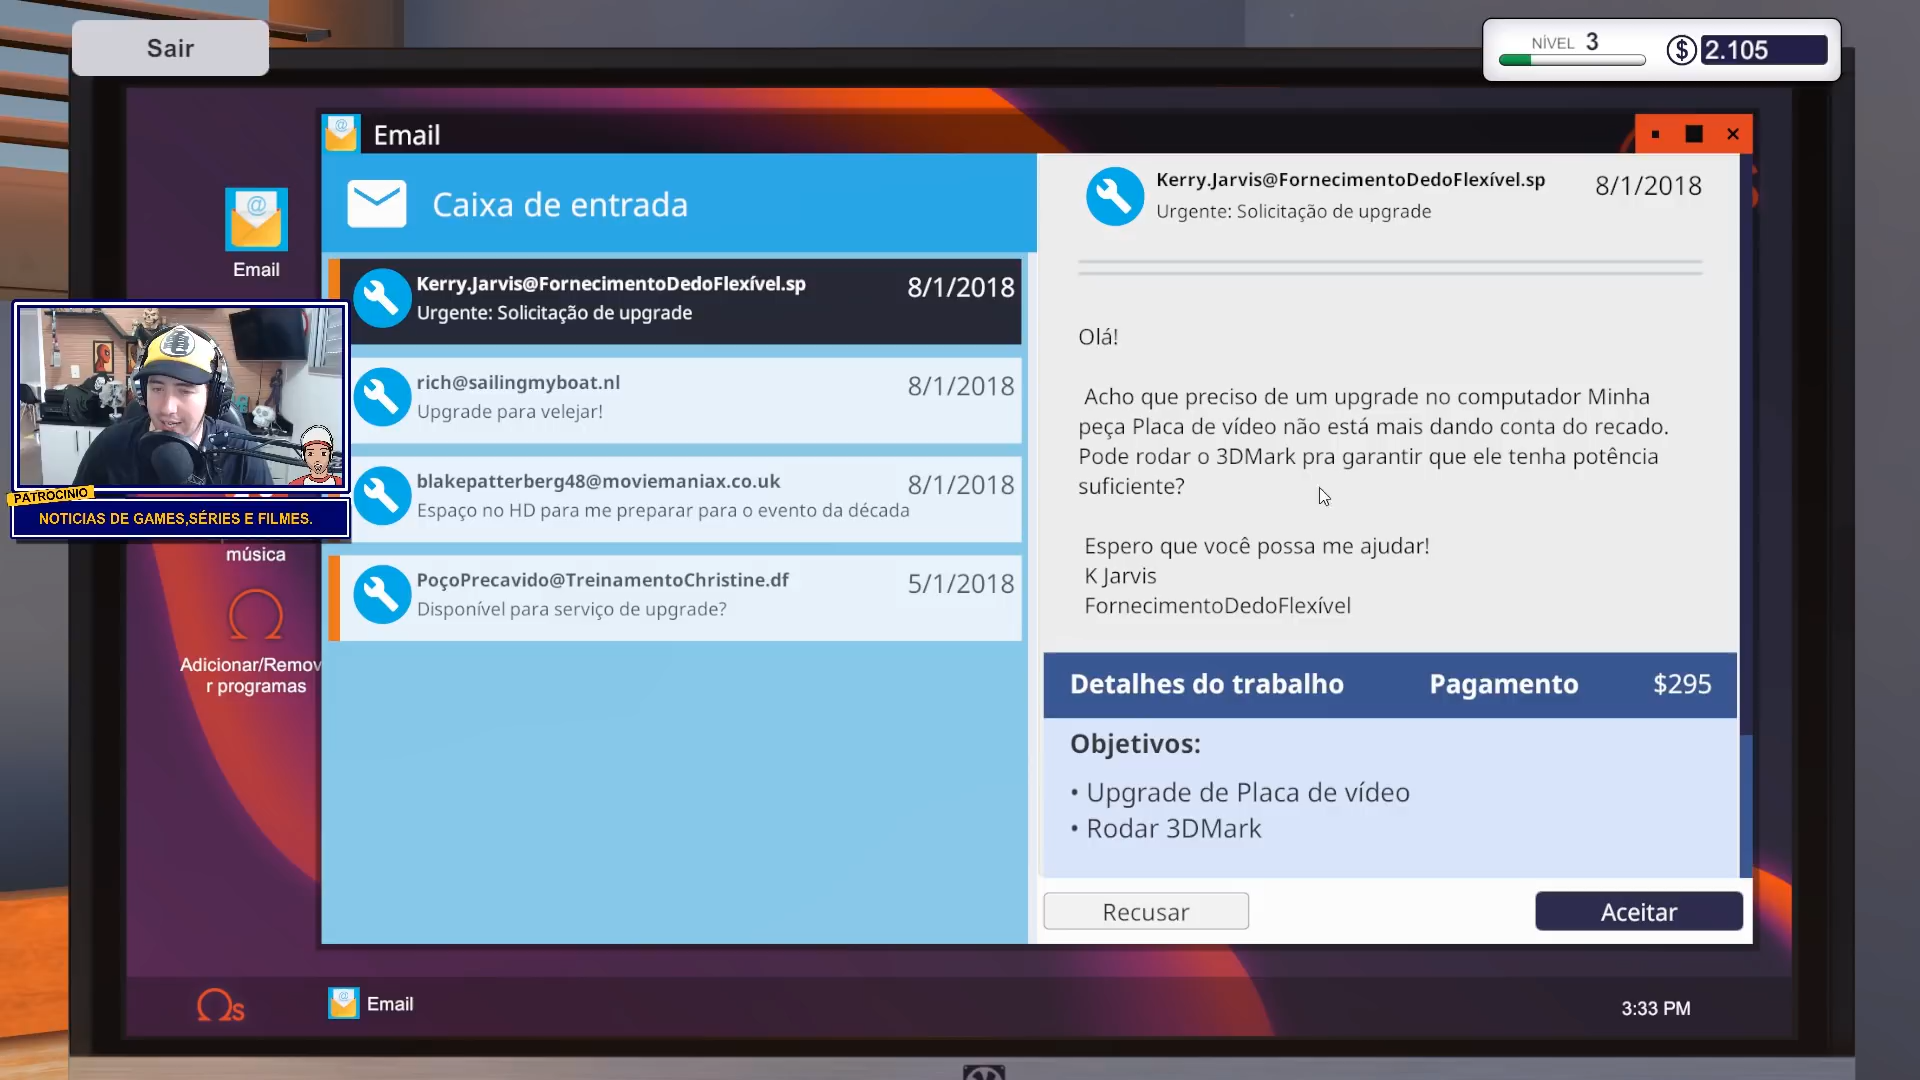 Sair
NÍVEL 3
$ 2.105
Email
Caixa de entrada
Email
Kerry.Jarvis@FornecimentoDedoFlexível.sp
8/1/2018
Urgente: Solicitação de upgrade
rich@sailingmyboat.nl
8/1/2018
Upgrade para velejar!
blakepatterberg48@moviemaniax.co.uk
8/1/2018
Espaço no HD para me preparar para o evento da década
PoçoPrecavido@TreinamentoChristine.df
5/1/2018
Disponível para serviço de upgrade?
PATROCINIO
NOTICIAS DE GAMES,SÉRIES E FILMES.
música
Adicionar/Remov
r programas
Kerry.Jarvis@FornecimentoDedoFlexível.sp
8/1/2018
Urgente: Solicitação de upgrade
Olá!
Acho que preciso de um upgrade no computador Minha
peça Placa de vídeo não está mais dando conta do recado.
Pode rodar o 3DMark pra garantir que ele tenha potência
suficiente?
Espero que você possa me ajudar!
K Jarvis
FornecimentoDedoFlexível
Detalhes do trabalho
Pagamento
$295
Objetivos:
• Upgrade de Placa de vídeo
• Rodar 3DMark
Recusar
Aceitar
Ωs
Email
3:33 PM